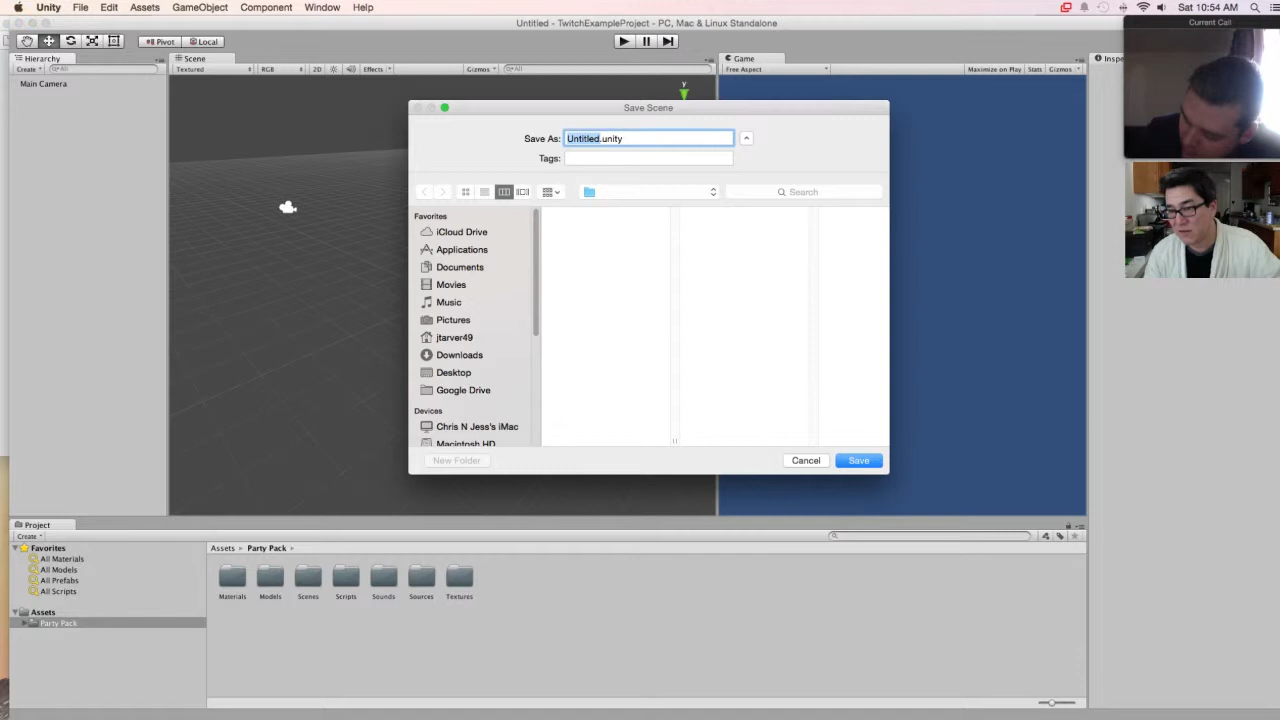 Unity File Edit Assets GameObject Component Window Help Sat 10:54 AM
Untitled - TwitchExampleProject - PC, Mac & Linux Standalone
Current Call
Pivot Local
Hierarchy Scene Game Inspe
Create All Textured RGB 2D Effects Gizmos All Free Aspect Maximize on Play Stats Gizmos
Main Camera
y
Save Scene
Save As: Untitled.unity
Tags:
Search
Favorites
iCloud Drive
Applications
Documents
Movies
Music
Pictures
jtarver49
Downloads
Desktop
Google Drive
Devices
Chris N Jess's iMac
Macintosh HD
New Folder Cancel Save
Project
Create
Favorites
All Materials
All Models
All Prefabs
All Scripts
Assets
Party Pack
Assets Party Pack
Materials Models Scenes Scripts Sounds Sources Textures